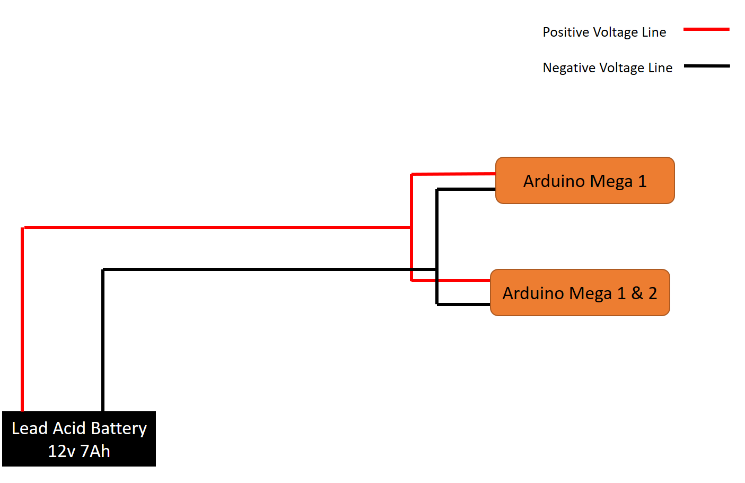 Positive Voltage Line
Negative Voltage Line
Arduino Mega 1
Arduino Mega 1 & 2
Lead Acid Battery
12v 7Ah